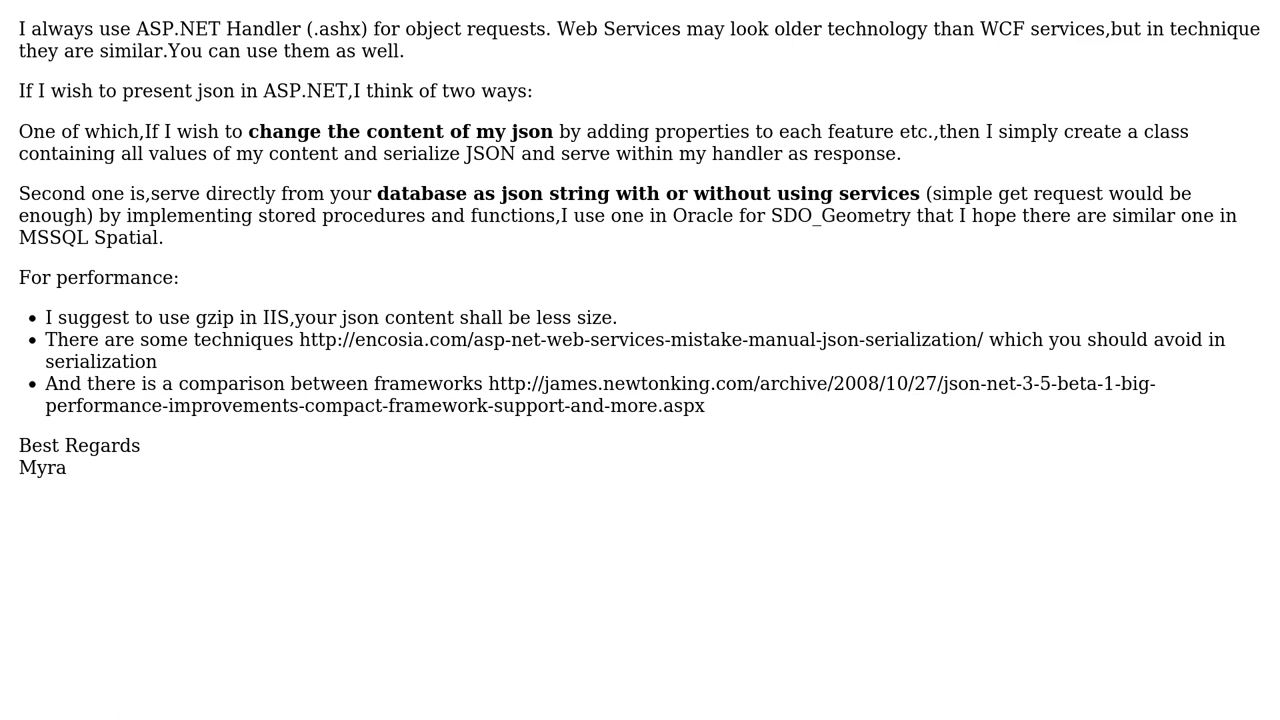 I always use ASP.NET Handler (.ashx) for object requests. Web Services may look older technology than WCF services,but in technique
they are similar.You can use them as well.
If I wish to present json in ASP.NET,I think of two ways:
One of which,If I wish to change the content of my json by adding properties to each feature etc.,then I simply create a class
containing all values of my content and serialize JSON and serve within my handler as response.
Second one is,serve directly from your database as json string with or without using services (simple get request would be
enough) by implementing stored procedures and functions,I use one in Oracle for SDO_Geometry that I hope there are similar one in
MSSQL Spatial.
For performance:
• I suggest to use gzip in IIS,your json content shall be less size.
• There are some techniques http://encosia.com/asp-net-web-services-mistake-manual-json-serialization/ which you should avoid in
serialization
• And there is a comparison between frameworks http://james.newtonking.com/archive/2008/10/27/json-net-3-5-beta-1-big-
performance-improvements-compact-framework-support-and-more.aspx
Best Regards
Myra